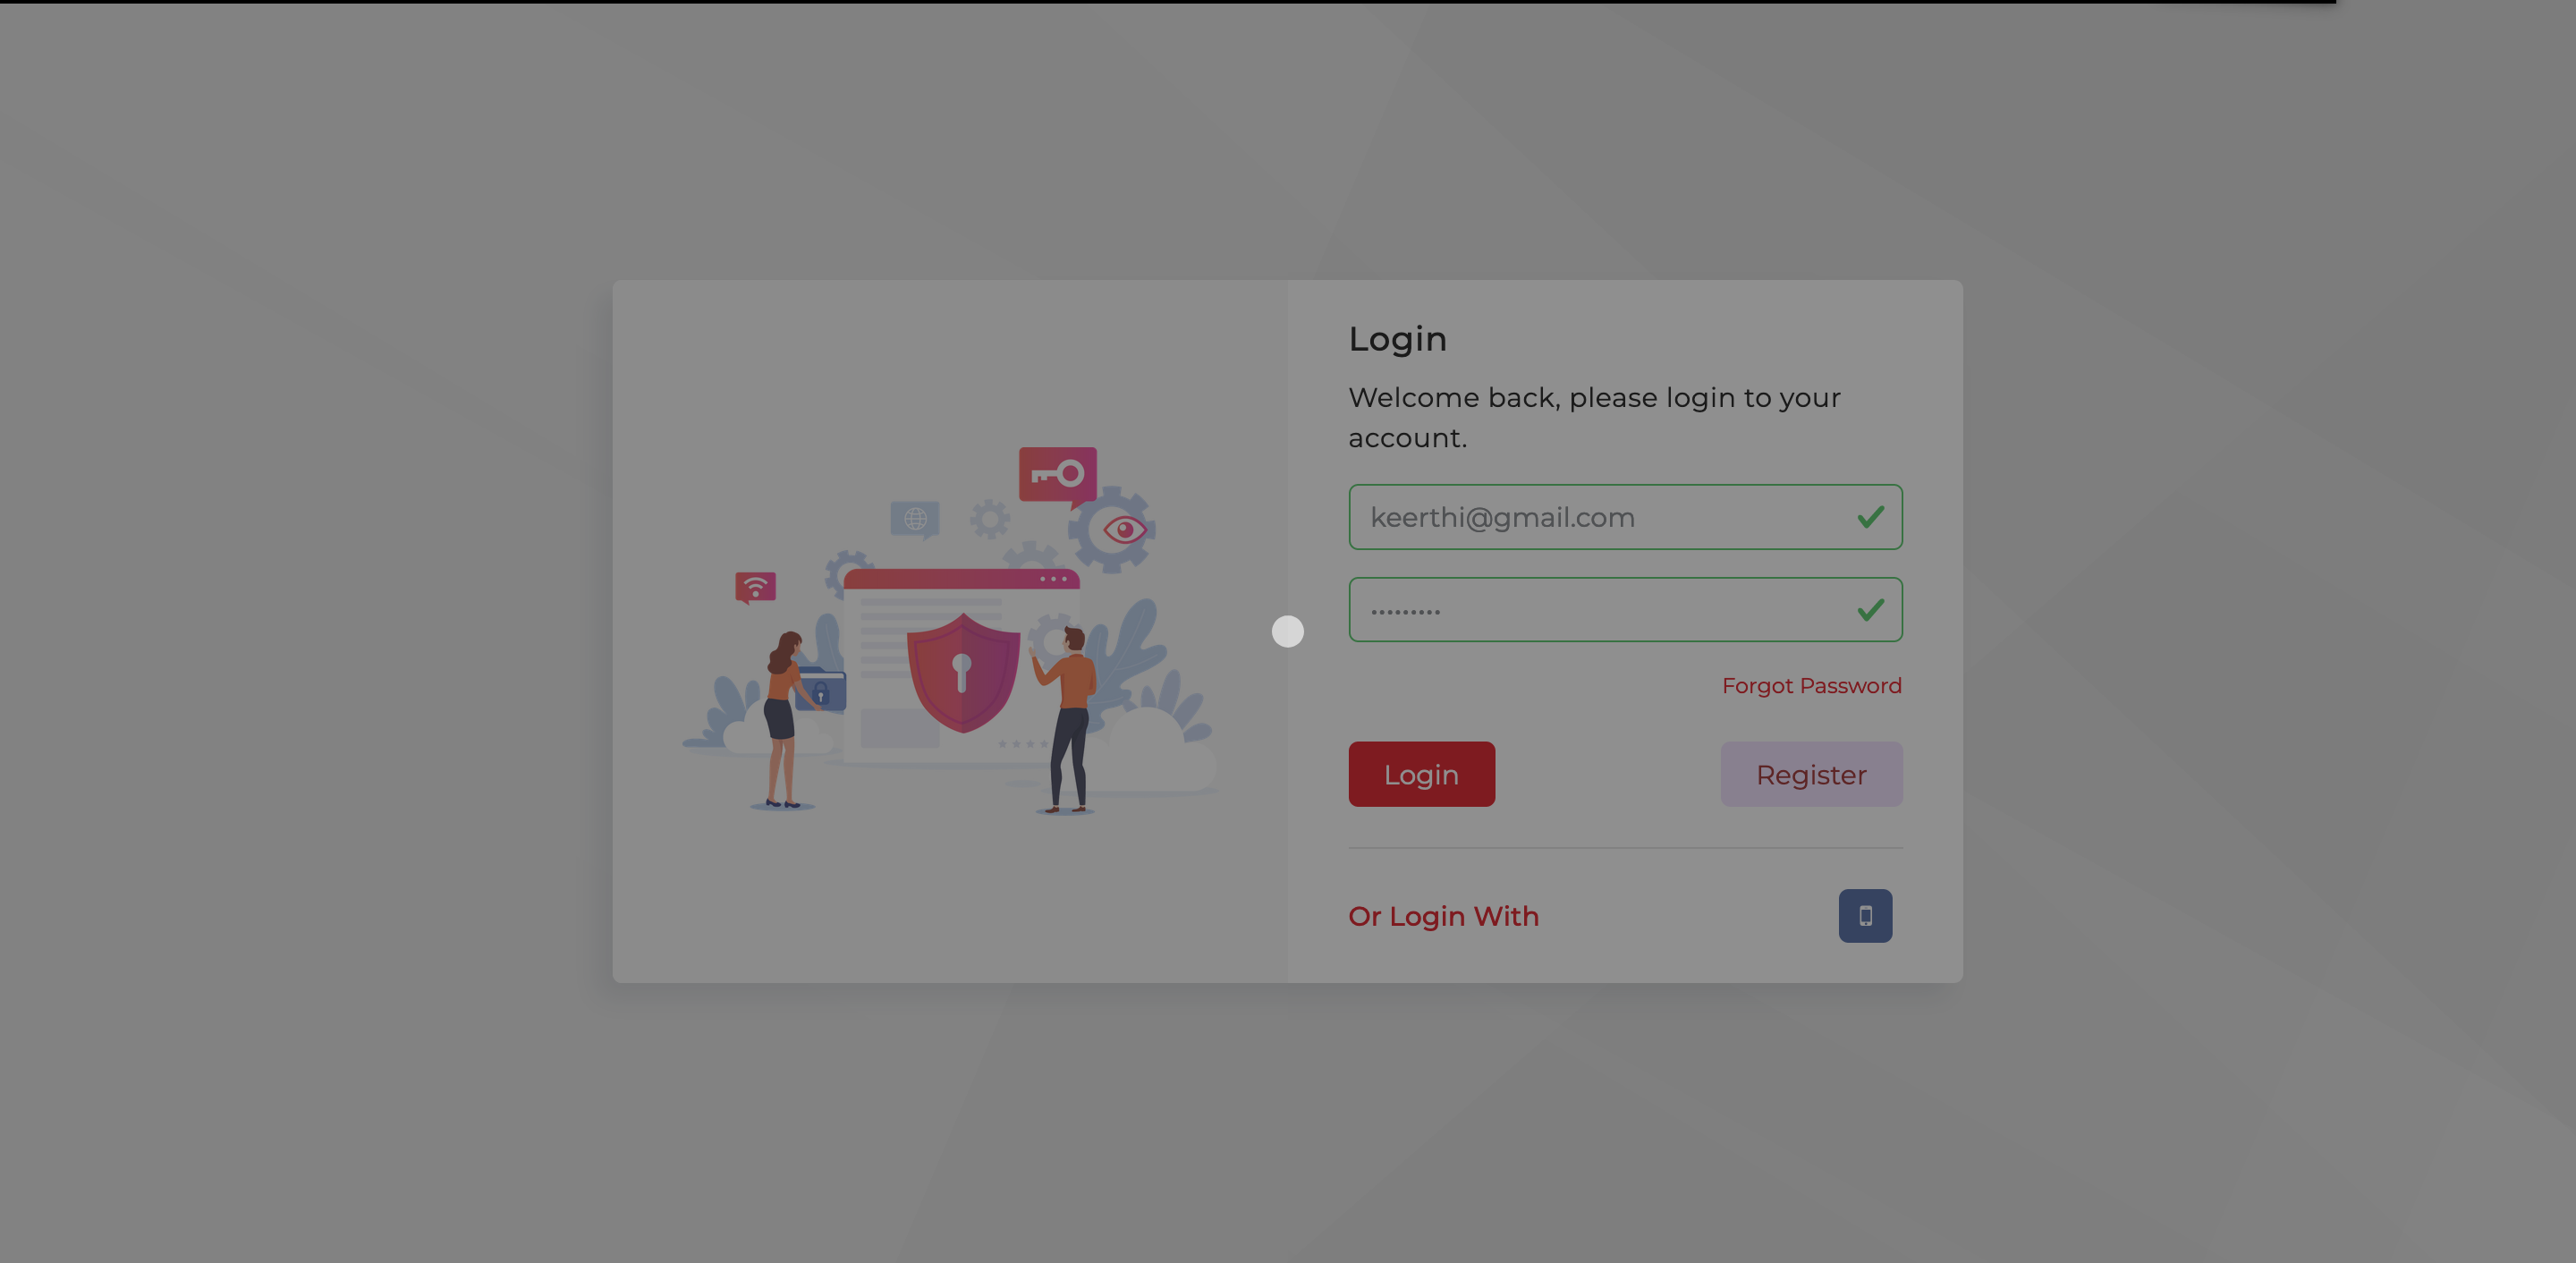 Login
Welcome back, please login to your
account.
keerthi@gmail.com
•••••••••
Forgot Password
Login
Register
Or Login With